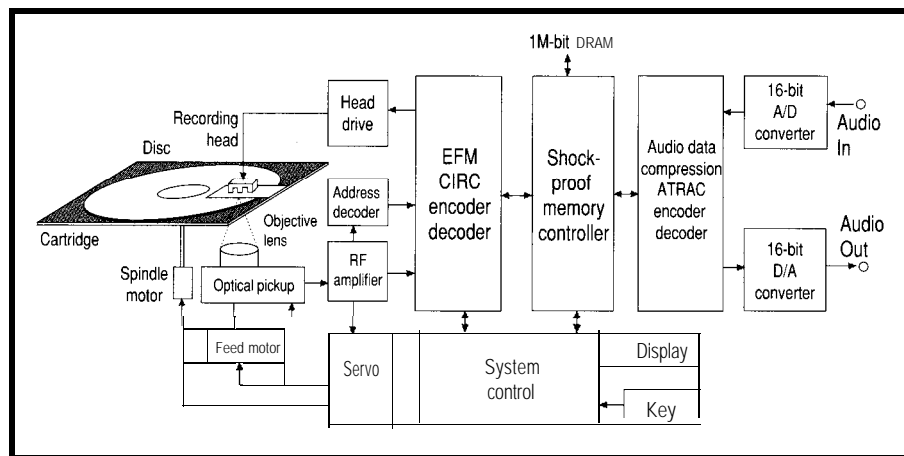 1M-bit DRAM
Recording
head
Head
drive
Disc
EFM
CIRC
encoder
decoder
Shock-
proof
memory
controller
Audio data
compression
ATRAC
encoder
decoder
16-bit
A/D
converter
Audio
In
Address
decoder
Objective
lens
Cartridge
RF
amplifier
Spindle
motor
Optical pickup
16-bit
D/A
converter
Audio
Out
Feed motor
Servo
System
control
Display
Key